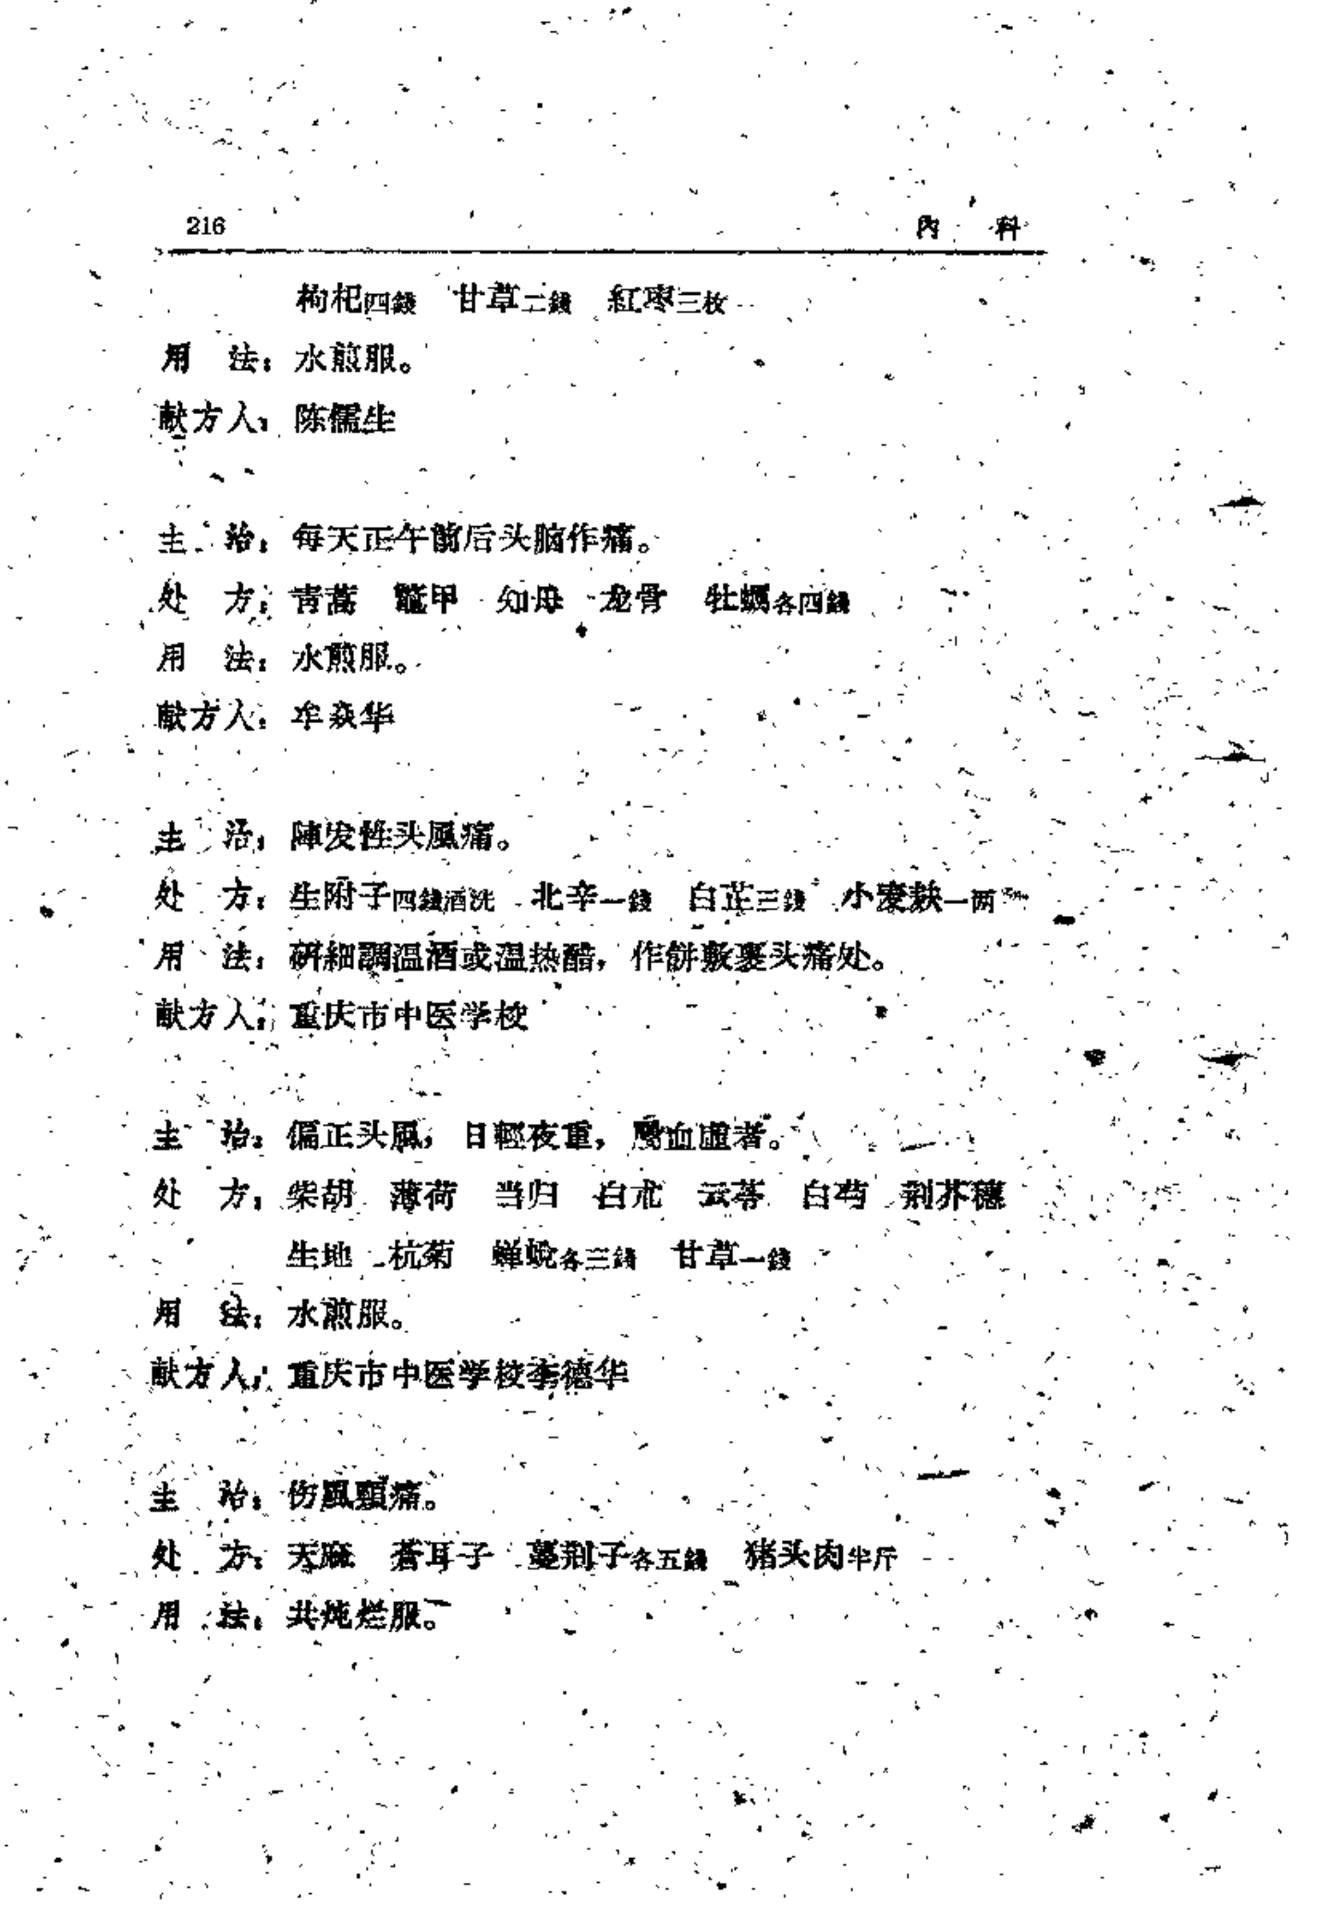 216 內 科
枸杞四錢 甘草二錢 紅枣三枚
用 法：水煎服。
献方人：陈儒生
主 治：每天正午前后头脑作痛。
处 方：青蒿 鼈甲 知母 龙骨 牡蠣各四錢
用 法：水煎服。
献方人：牟焱华
主 治：陣发性头風痛。
处 方：生附子四錢酒洗 北辛一錢 白芷三錢 小麦麸一两
用 法：研細調温酒或温热醋，作餅敷裹头痛处。
献方人：重庆市中医学校
主 治：偏正头風，日輕夜重，属血虛者。
处 方：柴胡 薄荷 当归 白朮 云苓 白芍 荆芥穗
生地 杭菊 蝉蛻各三錢 甘草一錢
用 法：水煎服。
献方人：重庆市中医学校李德华
主 治：伤風頭痛。
处 方：天麻 蒼耳子 蔓荆子各五錢 猪头肉半斤
用 法：共炖烂服。